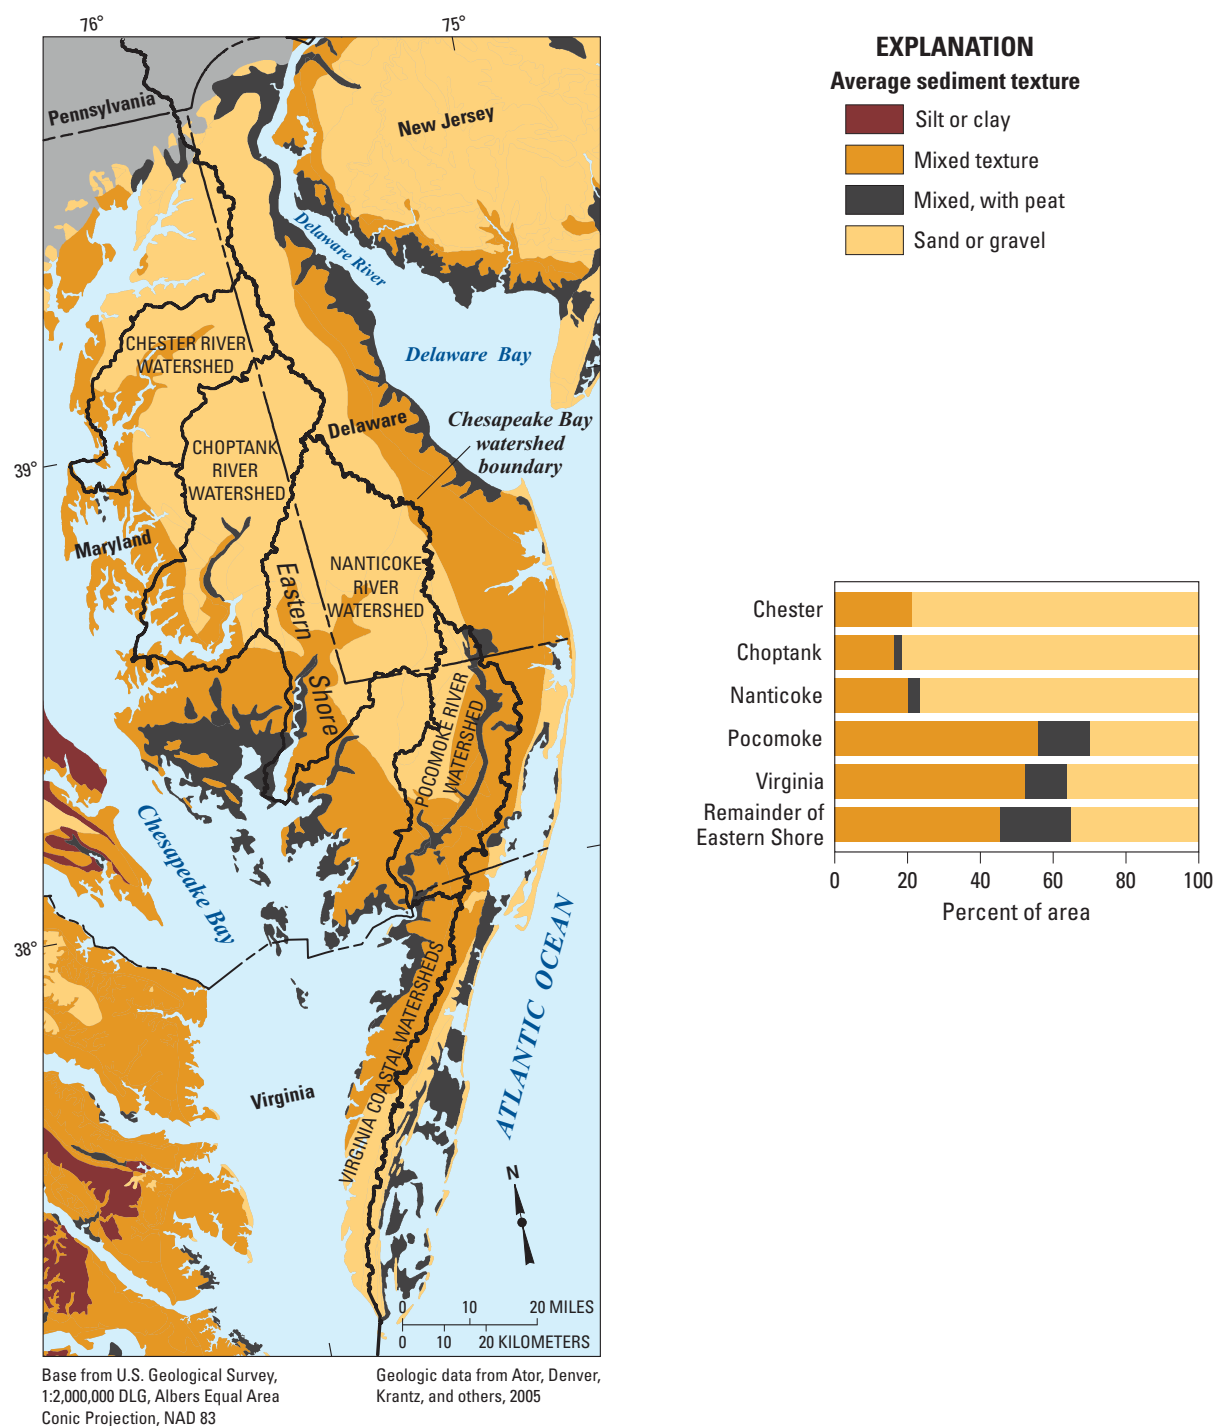 76°
75°
Pennsylvania
New Jersey
Delaware River
CHESTER RIVER
WATERSHED
Delaware Bay
Delaware
Chesapeake Bay
watershed
boundary
CHOPTANK
RIVER
WATERSHED
39°
Maryland
Eastern
Shore
NANTICOKE
RIVER
WATERSHED
POCOMOKE RIVER
WATERSHED
Chesapeake Bay
38°
ATLANTIC OCEAN
VIRGINIA COASTAL WATERSHEDS
Virginia
N
0 10 20 MILES
0 10 20 KILOMETERS
Base from U.S. Geological Survey,
1:2,000,000 DLG, Albers Equal Area
Conic Projection, NAD 83
Geologic data from Ator, Denver,
Krantz, and others, 2005
EXPLANATION
Average sediment texture
Silt or clay
Mixed texture
Mixed, with peat
Sand or gravel
Chester
Choptank
Nanticoke
Pocomoke
Virginia
Remainder of
Eastern Shore
0 20 40 60 80 100
Percent of area